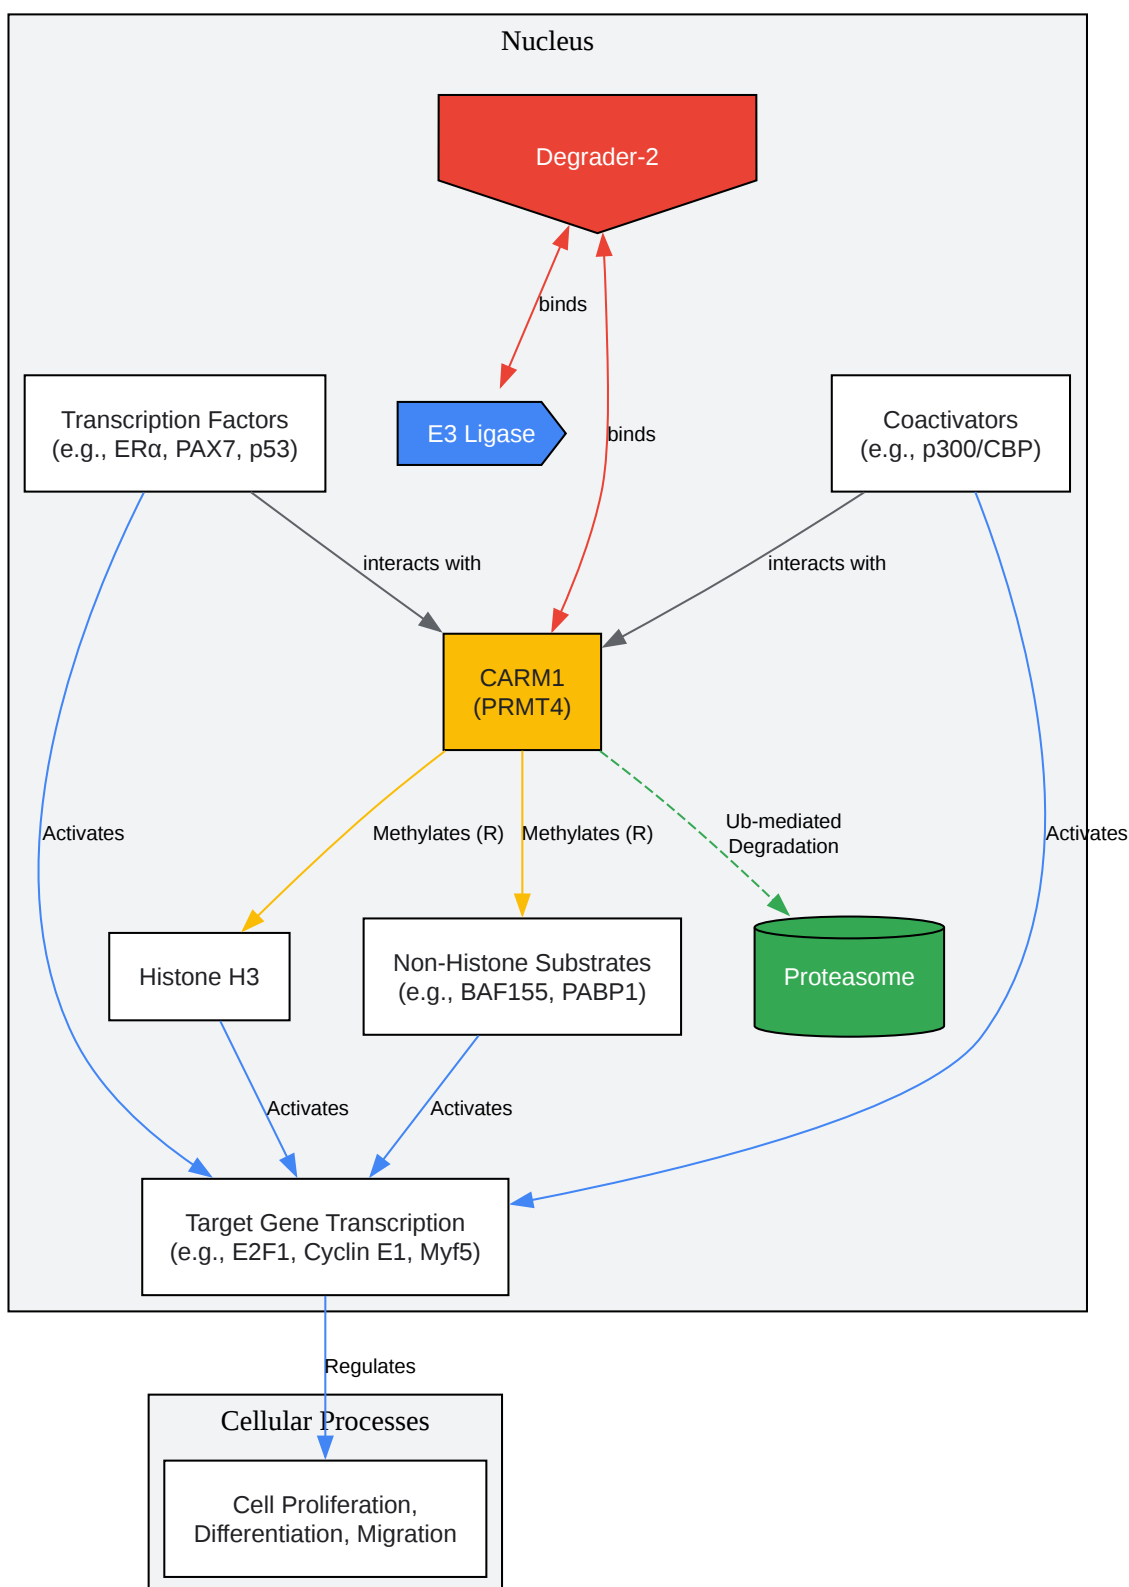 Nucleus
Degrader-2
binds
Transcription Factors
(e.g., ERα, PAX7, p53)
E3 Ligase
binds
Coactivators
(e.g., p300/CBP)
interacts with
interacts with
CARM1
(PRMT4)
Activates
Methylates (R)
Methylates (R)
Ub-mediated
Degradation
Activates
Histone H3
Non-Histone Substrates
(e.g., BAF155, PABP1)
Proteasome
Activates
Activates
Target Gene Transcription
(e.g., E2F1, Cyclin E1, Myf5)
Regulates
Cellular Processes
Cell Proliferation,
Differentiation, Migration